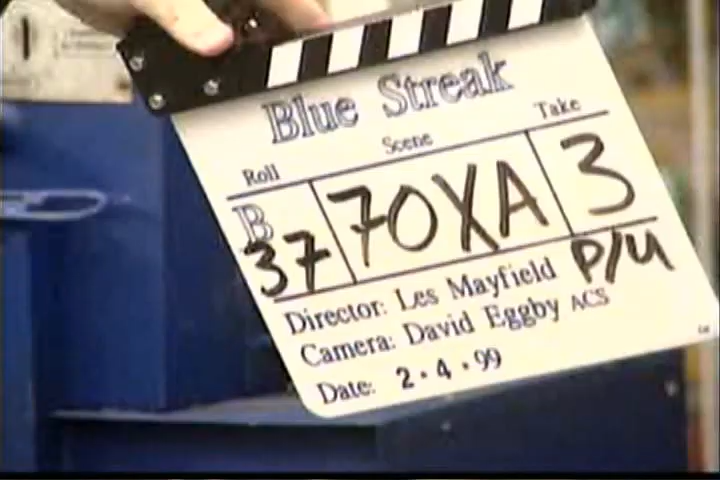 Blue Streak
Roll Scene Take
B 37 70XA 3
P/U
Director: Les Mayfield
Camera: David Eggby ACS
Date: 2·4·99